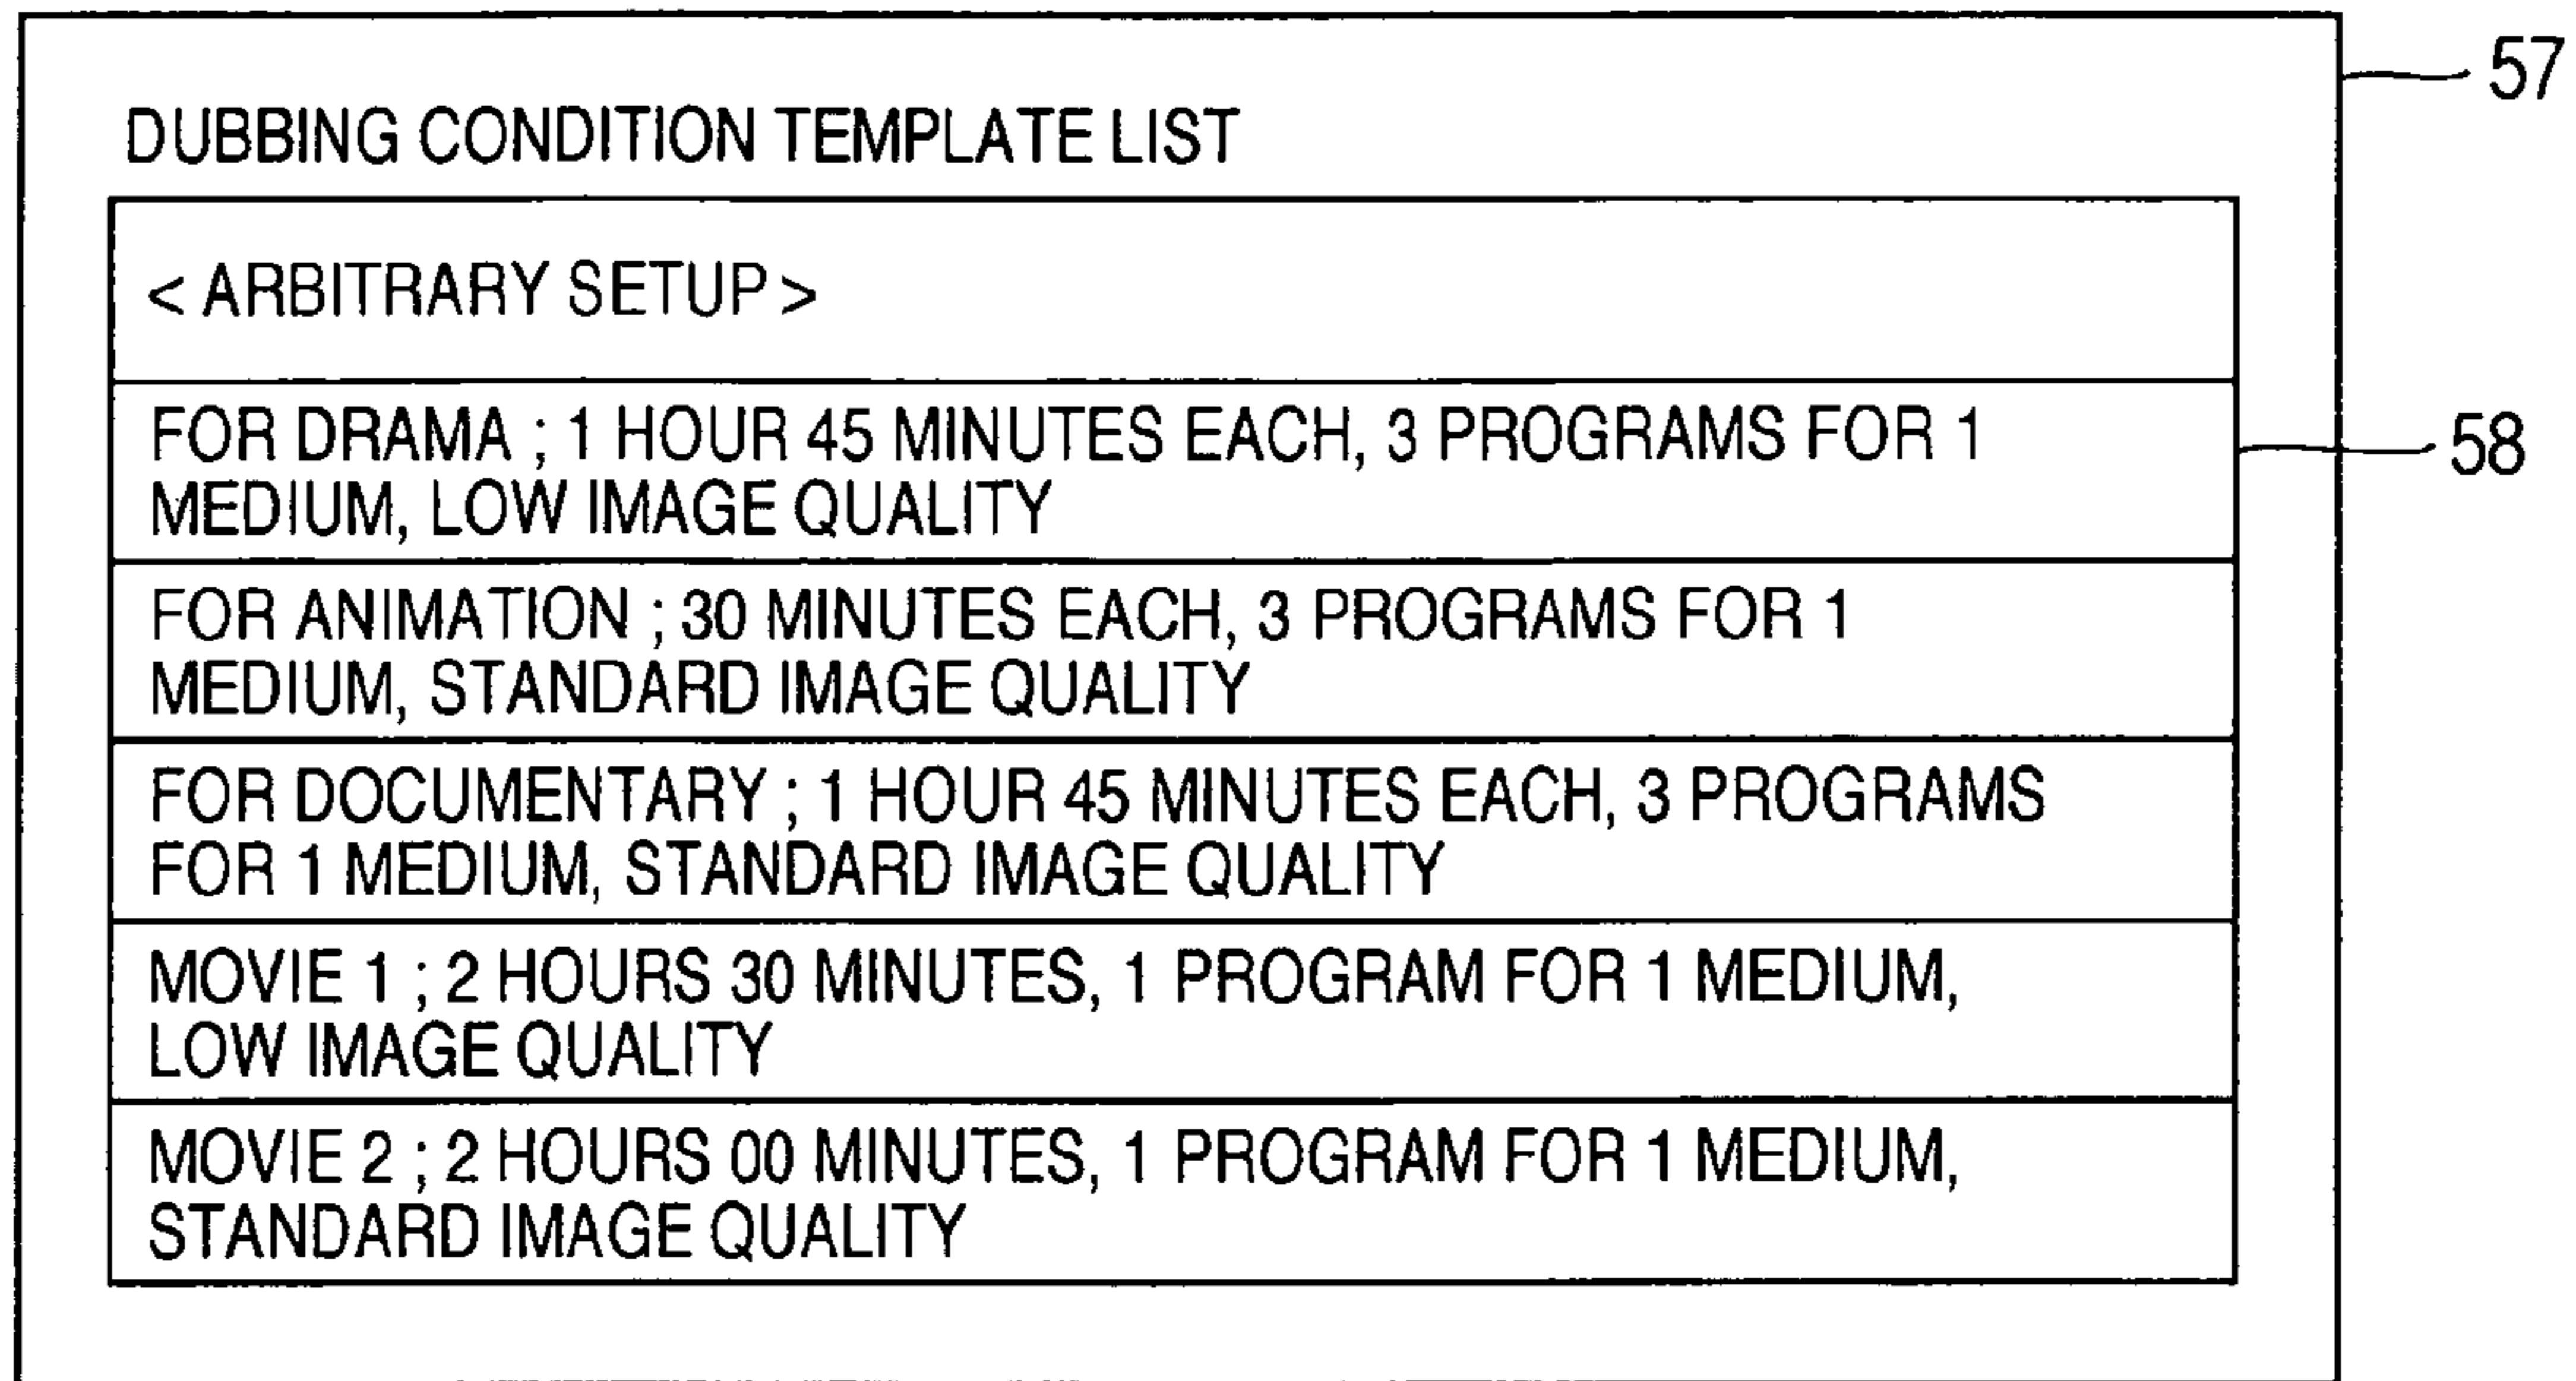 57
DUBBING CONDITION TEMPLATE LIST
< ARBITRARY SETUP >
FOR DRAMA ; 1 HOUR 45 MINUTES EACH, 3 PROGRAMS FOR 1
MEDIUM, LOW IMAGE QUALITY
58
FOR ANIMATION ; 30 MINUTES EACH, 3 PROGRAMS FOR 1
MEDIUM, STANDARD IMAGE QUALITY
FOR DOCUMENTARY ; 1 HOUR 45 MINUTES EACH, 3 PROGRAMS
FOR 1 MEDIUM, STANDARD IMAGE QUALITY
MOVIE 1 ; 2 HOURS 30 MINUTES, 1 PROGRAM FOR 1 MEDIUM,
LOW IMAGE QUALITY
MOVIE 2 ; 2 HOURS 00 MINUTES, 1 PROGRAM FOR 1 MEDIUM,
STANDARD IMAGE QUALITY